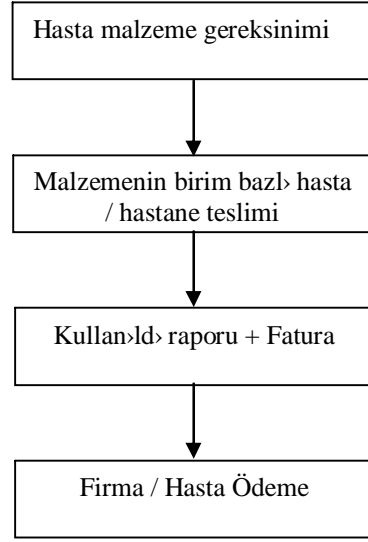 Hasta malzeme gereksinimi
Malzemenin birim bazl› hasta
/ hastane teslimi
Kullan›ld› raporu + Fatura
Firma / Hasta Ödeme